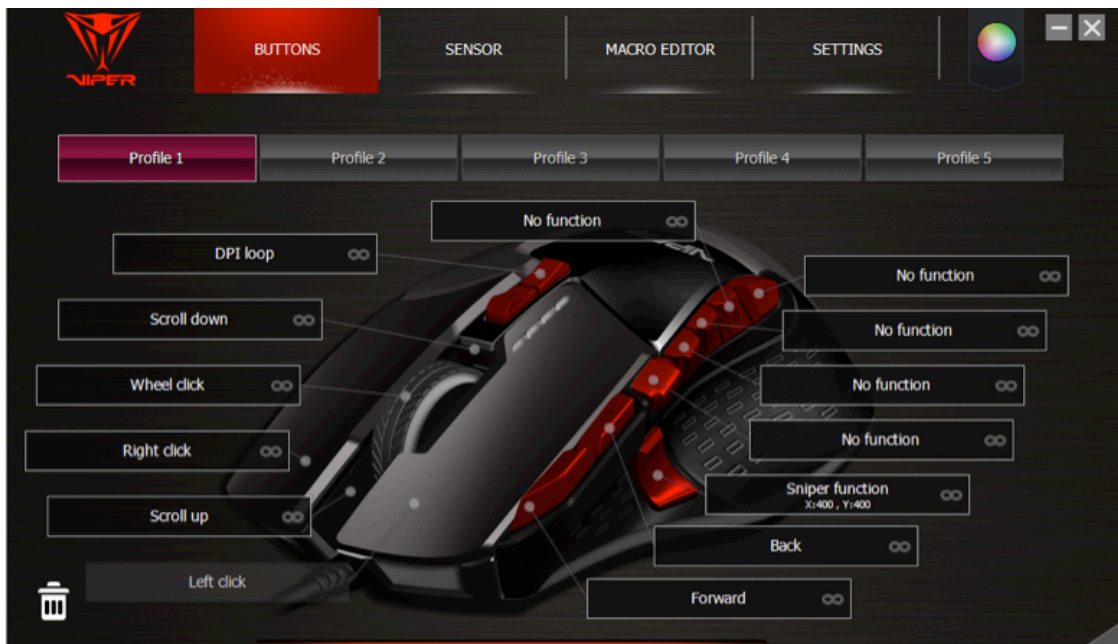 VIPER
BUTTONS
SENSOR
MACRO EDITOR
SETTINGS
Profile 1
Profile 2
Profile 3
Profile 4
Profile 5
No function
DPI loop
No function
Scroll down
No function
Wheel click
No function
Right click
No function
Sniper function
X:400 , Y:400
Scroll up
Back
Left click
Forward